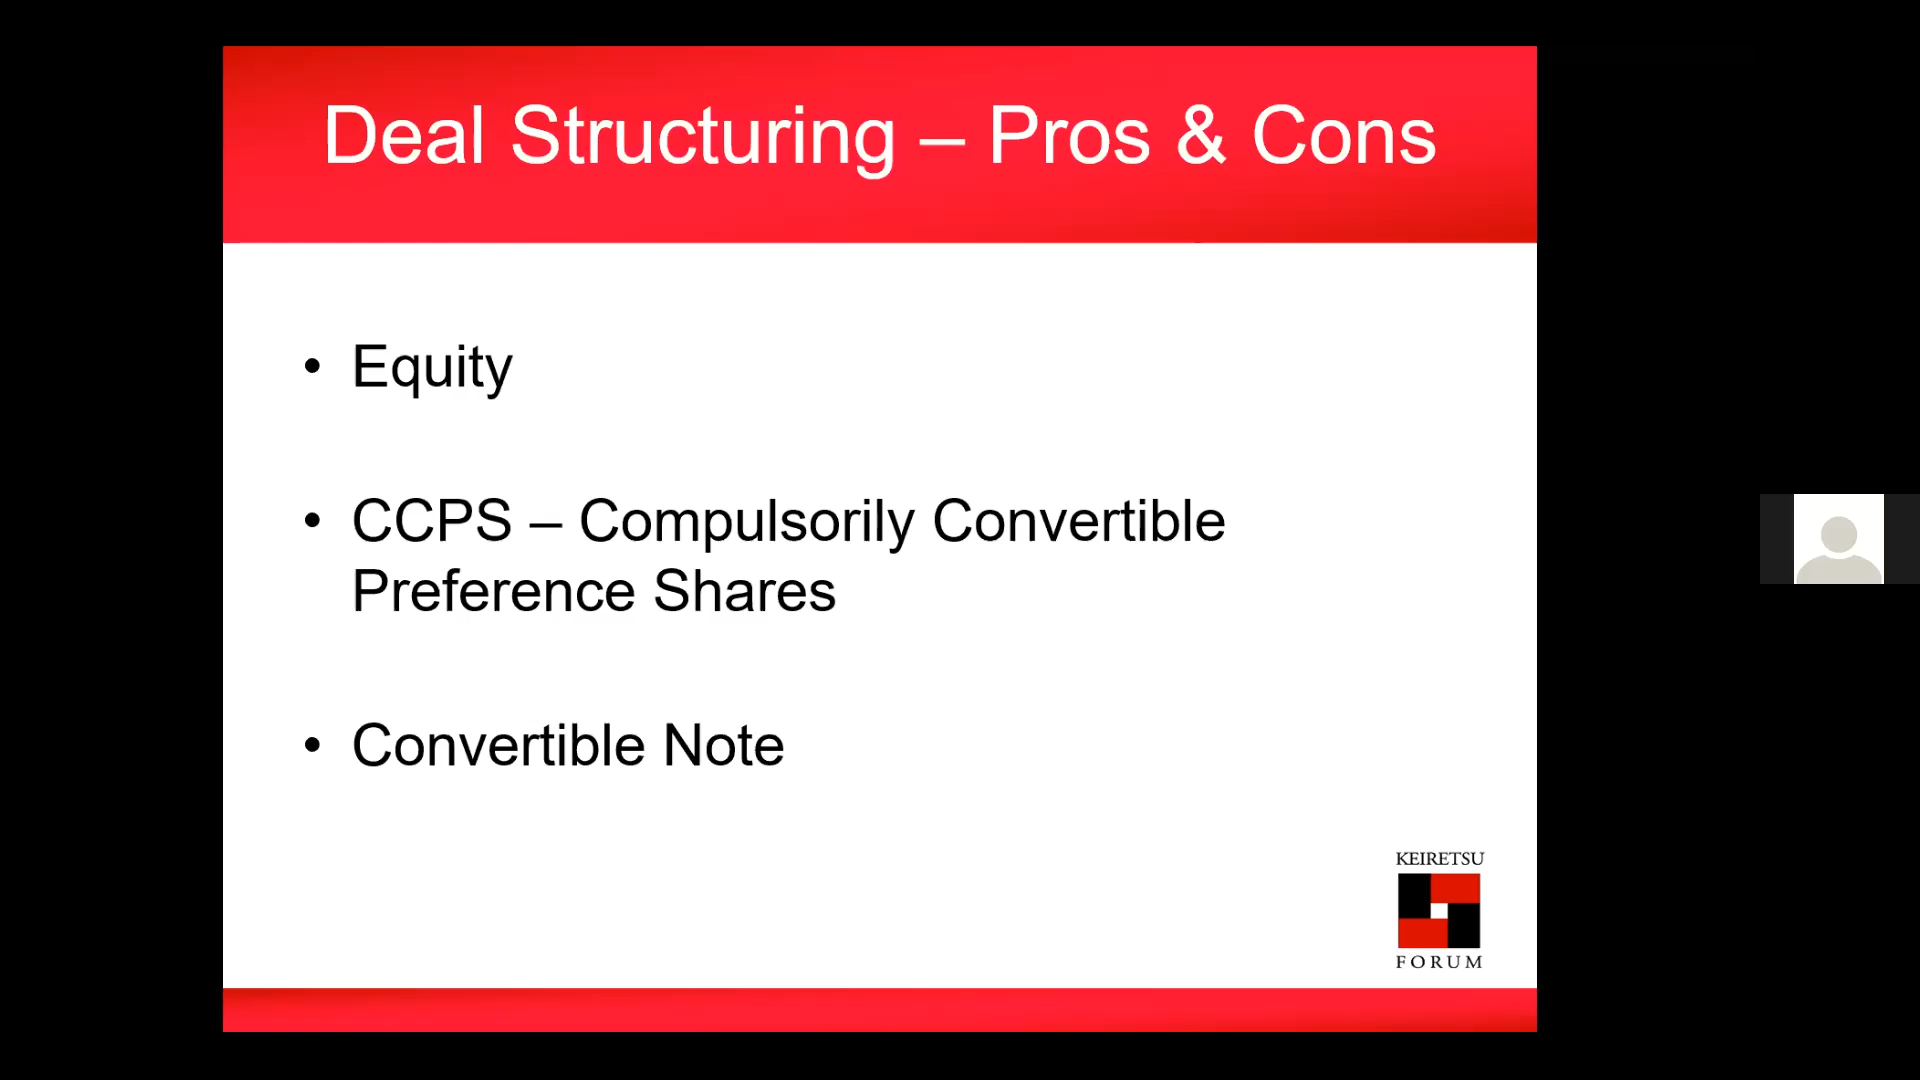 Deal Structuring – Pros & Cons
• Equity
• CCPS – Compulsorily Convertible
Preference Shares
• Convertible Note
KEIRETSU
FORUM